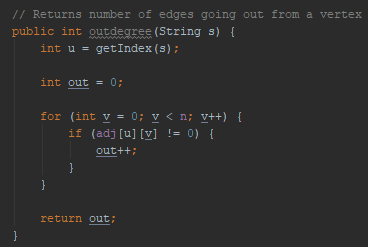 // Returns number of edges going out from a vertex
public int outdegree(String s) {
    int u = getIndex(s);

    int out = 0;

    for (int v = 0; v < n; v++) {
        if (adj[u][v] != 0) {
            out++;
        }
    }

    return out;
}